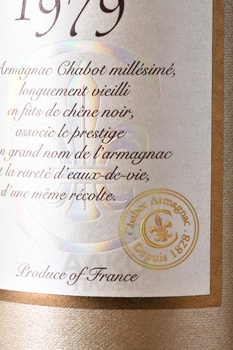 1979
Armagnac Chabot millésimé,
longuement vieilli
en fûts de chêne noir,
associe le prestige
un grand nom de l'armagnac
et la rareté d'eaux-de-vie,
d'une même récolte.
Chabot Armagnac
Depuis 1828
Produce of France